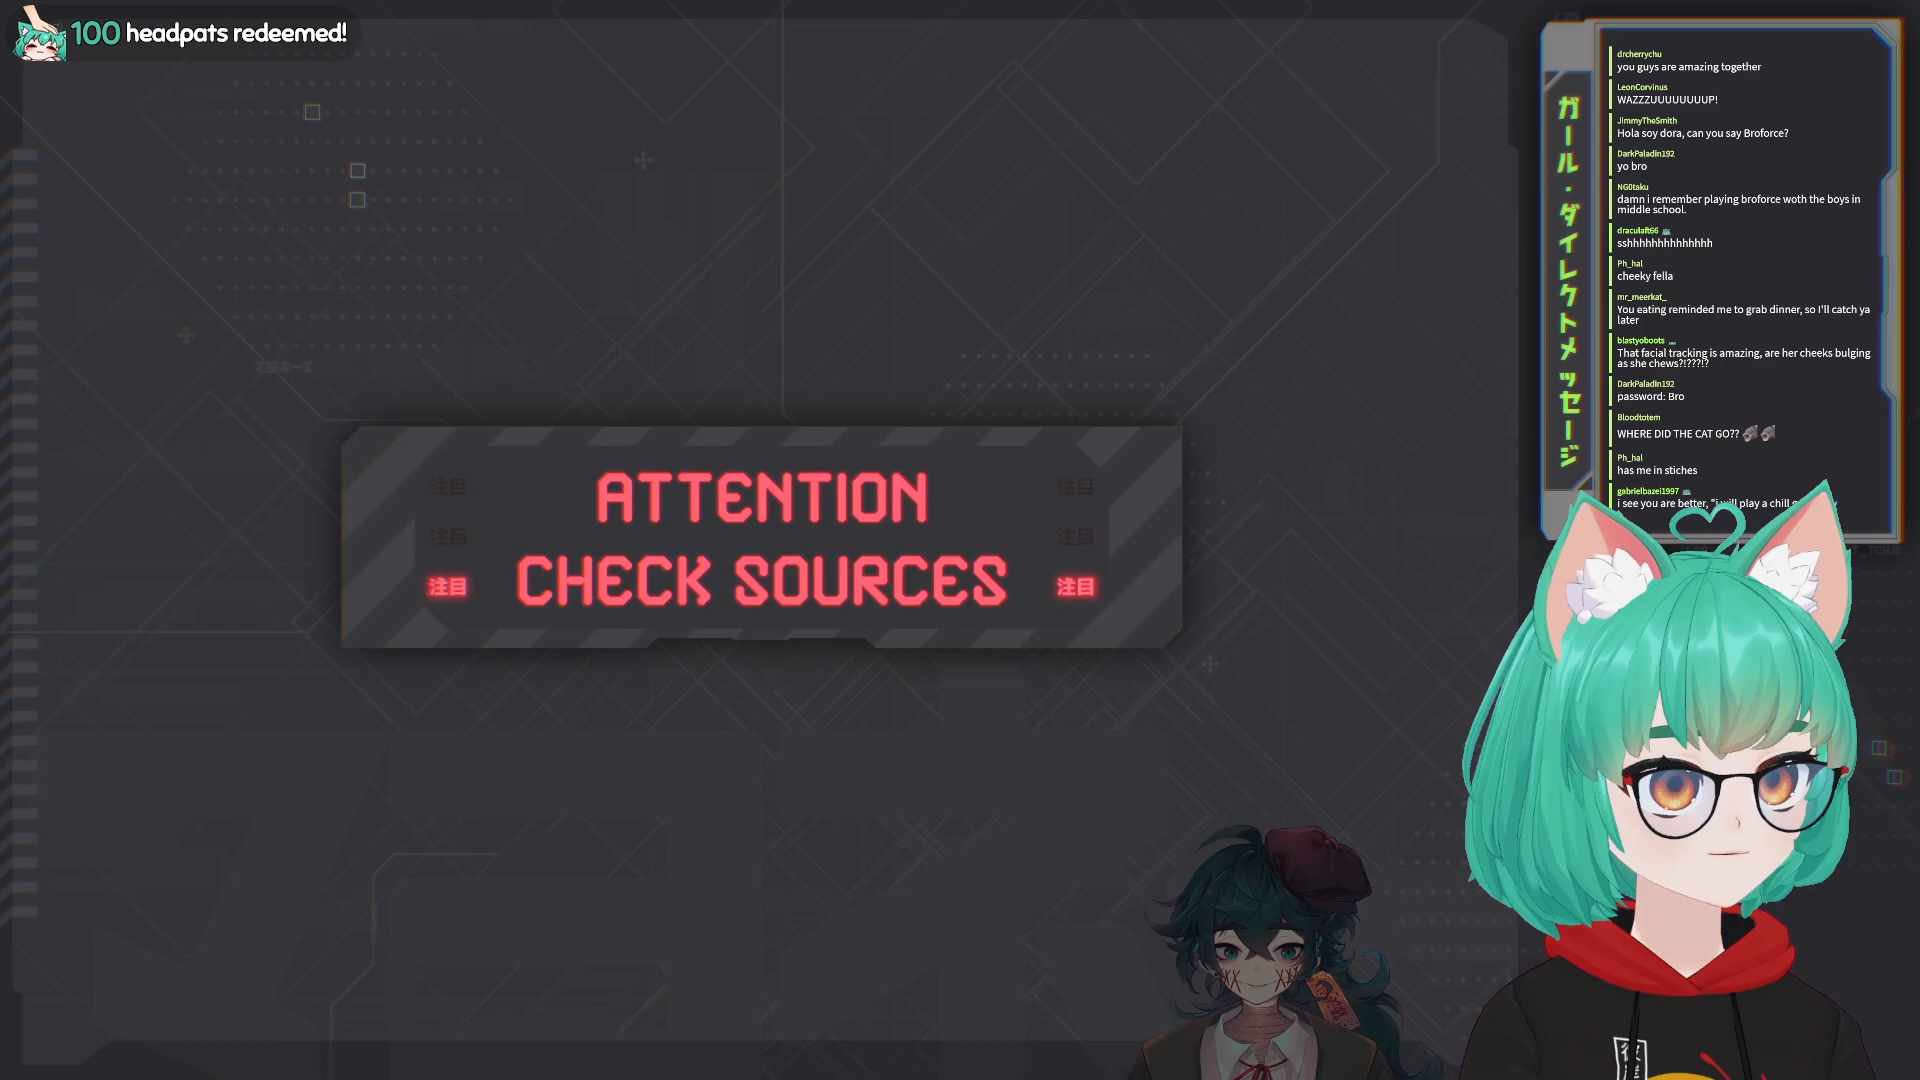 100 headpats redeemed!
ATTENTION
CHECK SOURCES
注目 注目
注目 注目
注目 注目
ガール・ダイレクトメッセージ
drcherrychu
you guys are amazing together
LeonCorvinus
WAZZZUUUUUUUUP!
JimmyTheSmith
Hola soy dora, can you say Broforce?
DarkPaladin192
yo bro
NG0taku
damn i remember playing broforce woth the boys in
middle school.
draculaft66
sshhhhhhhhhhhhhh
Ph_hal
cheeky fella
mr_meerkat_
You eating reminded me to grab dinner, so I'll catch ya
later
blastyoboots
That facial tracking is amazing, are her cheeks bulging
as she chews?!???!?
DarkPaladin192
password: Bro
Bloodtotem
WHERE DID THE CAT GO??
Ph_hal
has me in stiches
gabrielbazei1997
i see you are better, "i will play a chill